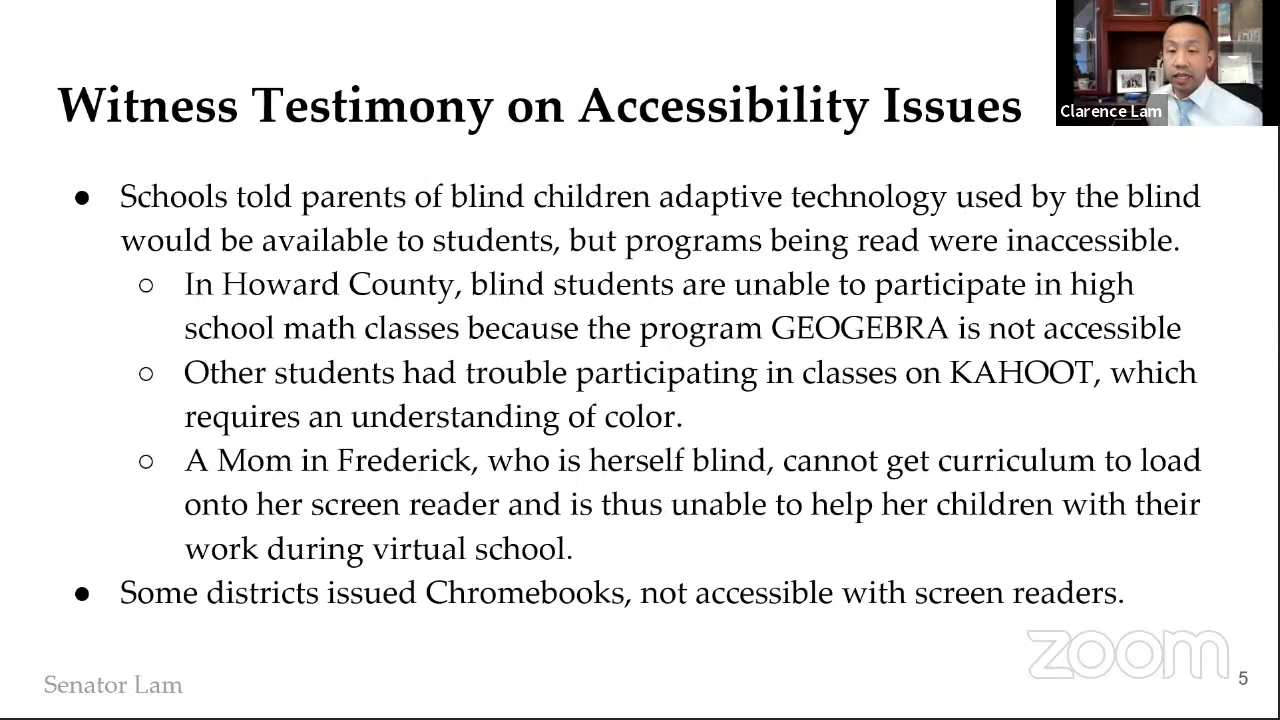 Clarence Lam
Witness Testimony on Accessibility Issues
● Schools told parents of blind children adaptive technology used by the blind
would be available to students, but programs being read were inaccessible.
○ In Howard County, blind students are unable to participate in high
school math classes because the program GEOGEBRA is not accessible
○ Other students had trouble participating in classes on KAHOOT, which
requires an understanding of color.
○ A Mom in Frederick, who is herself blind, cannot get curriculum to load
onto her screen reader and is thus unable to help her children with their
work during virtual school.
● Some districts issued Chromebooks, not accessible with screen readers.
zoom
Senator Lam
5